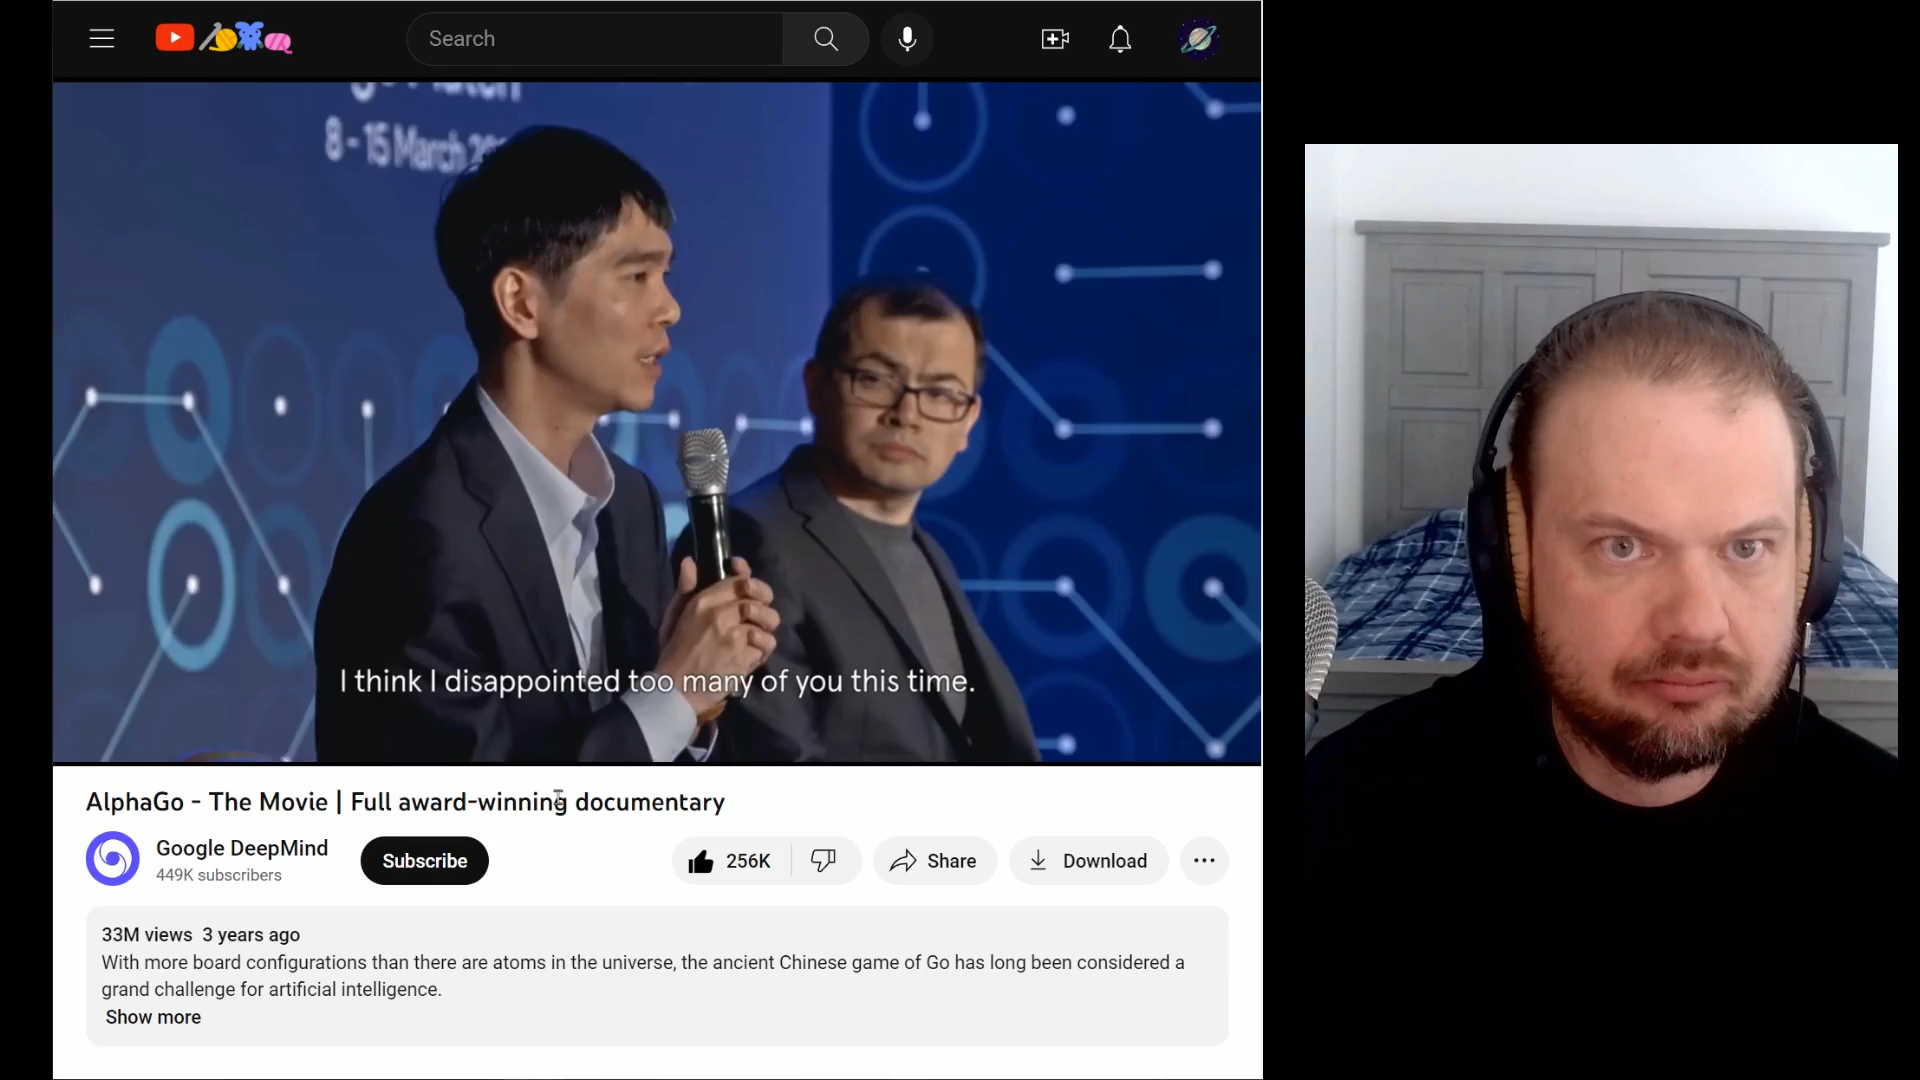 Search
go Match
8 - 15 March
I think I disappointed too many of you this time.
AlphaGo - The Movie | Full award-winning documentary
Google DeepMind
449K subscribers
Subscribe
256K
Share
Download
33M views 3 years ago
With more board configurations than there are atoms in the universe, the ancient Chinese game of Go has long been considered a
grand challenge for artificial intelligence.
Show more